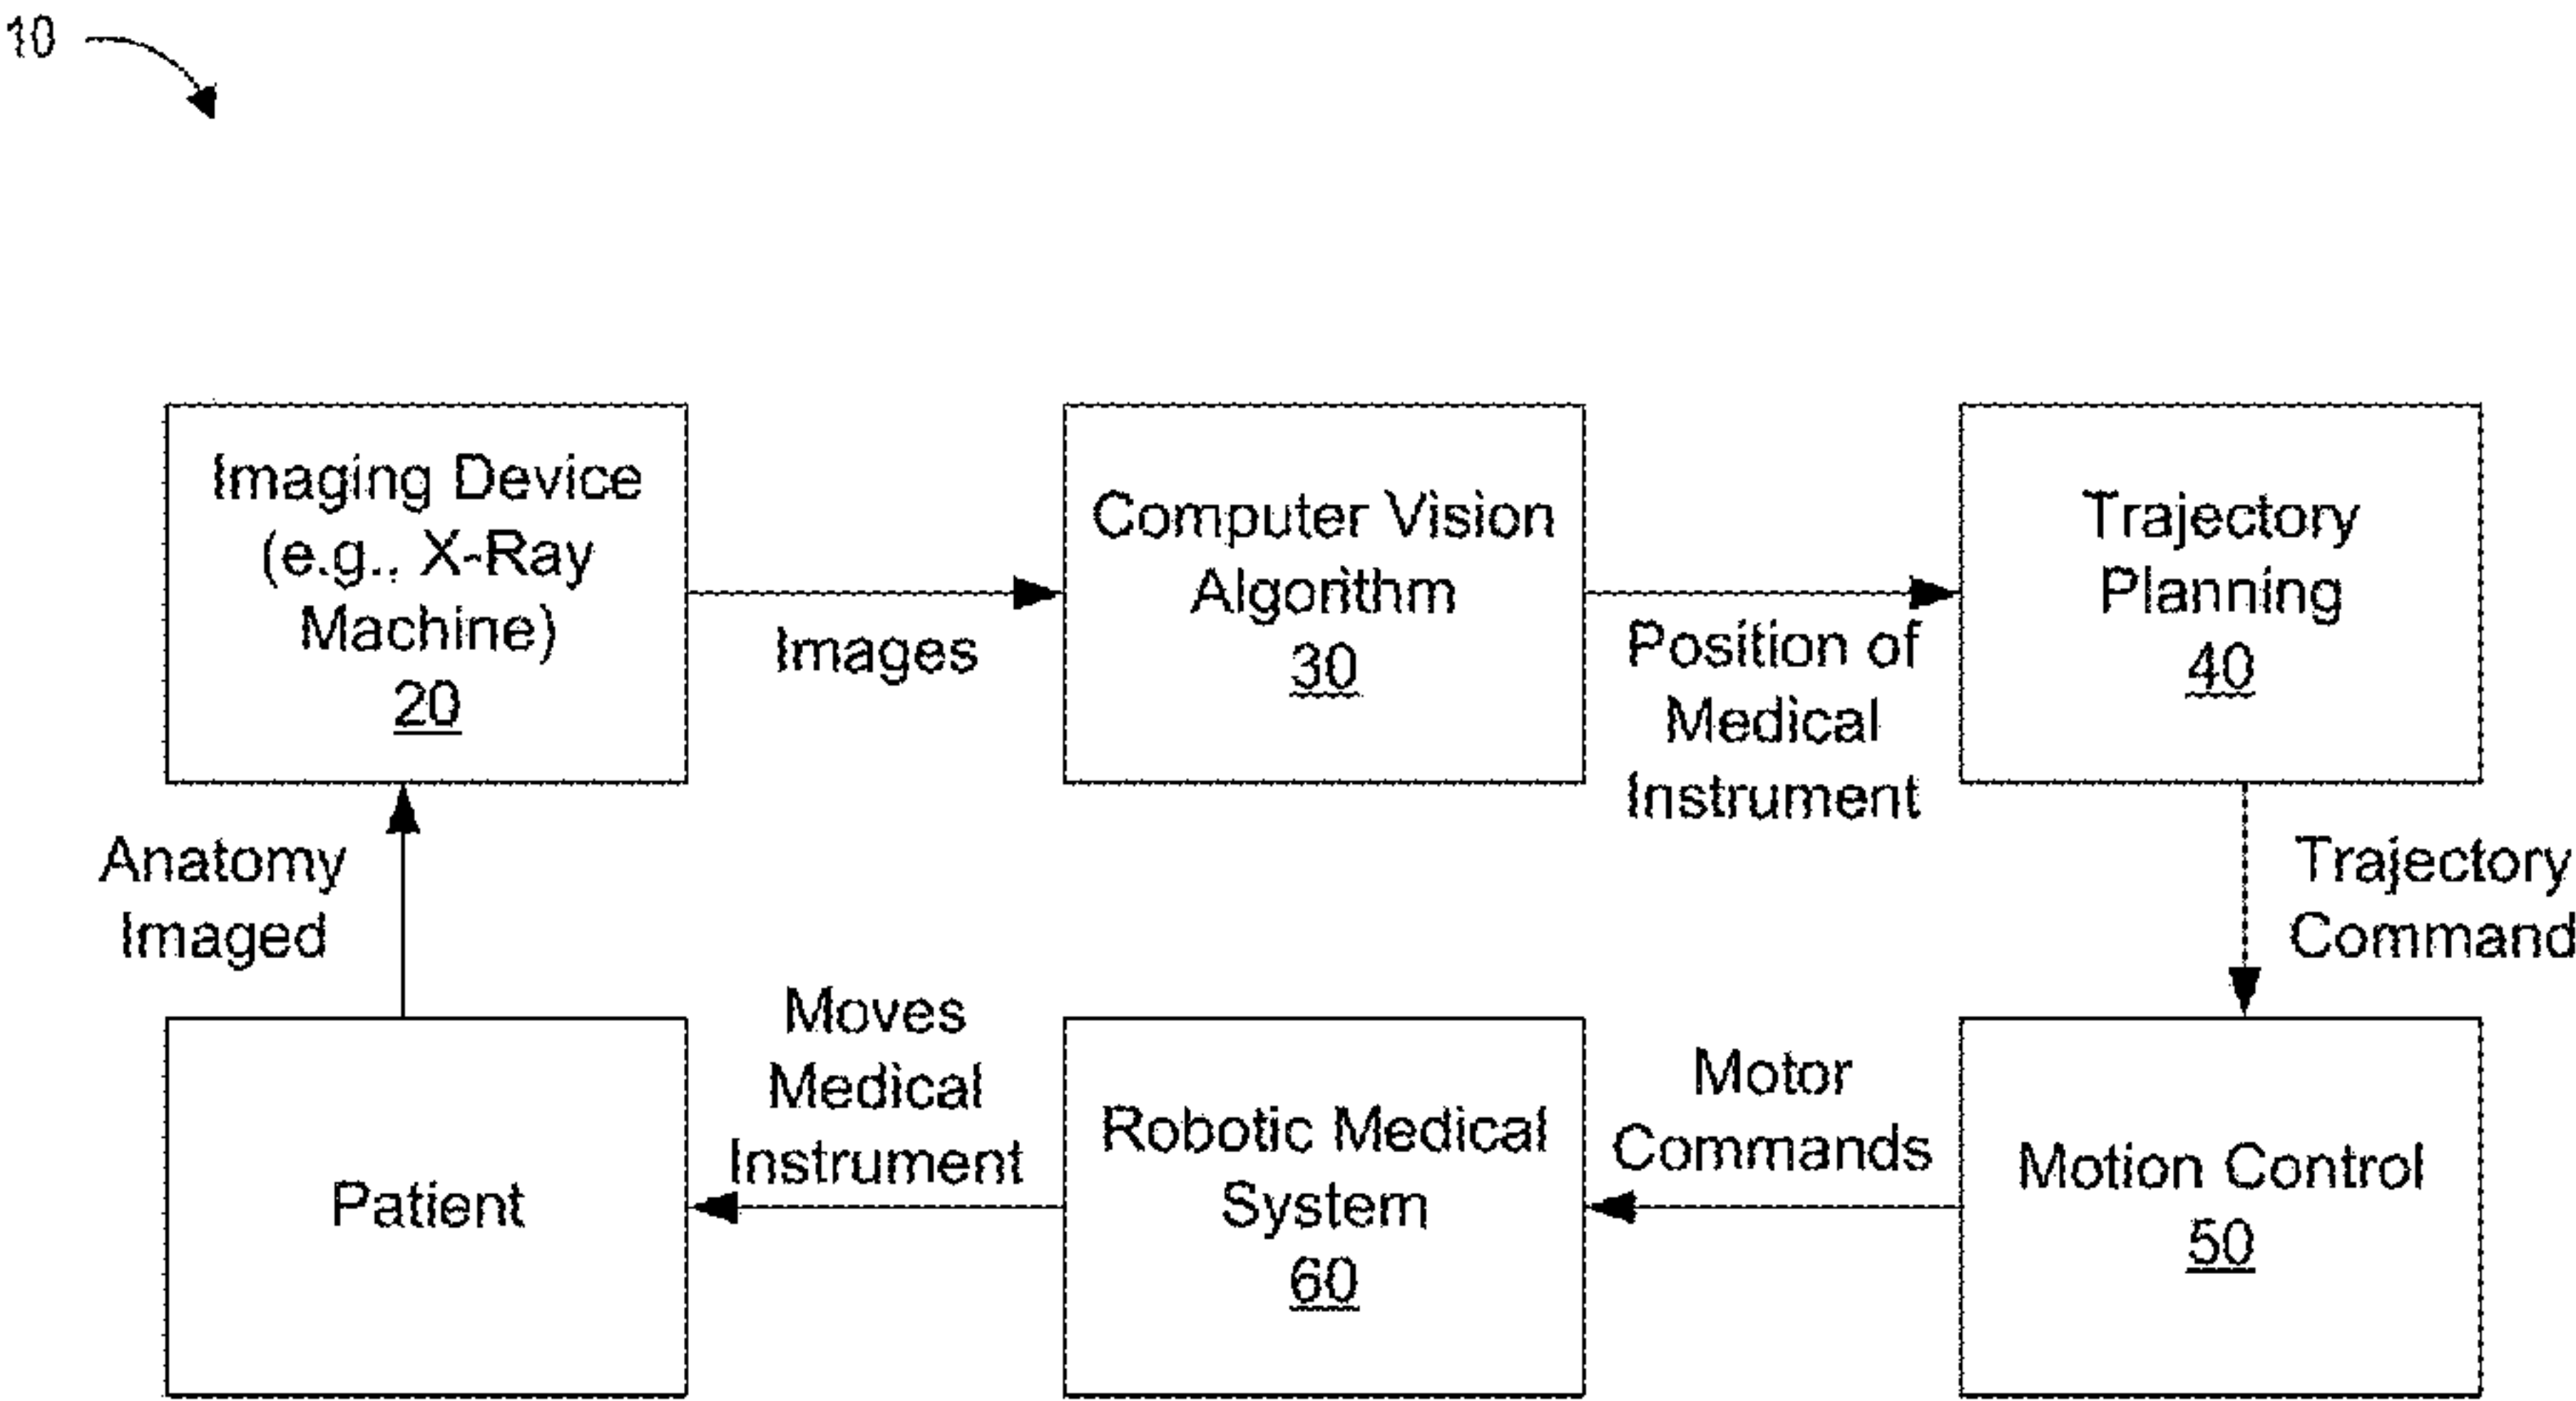 10
Imaging Device
(e.g., X-Ray
Machine)
20
Images
Computer Vision
Algorithm
30
Position of
Medical
Instrument
Trajectory
Planning
40
Trajectory
Command
Anatomy
Imaged
Patient
Moves
Medical
Instrument
Robotic Medical
System
60
Motor
Commands
Motion Control
50